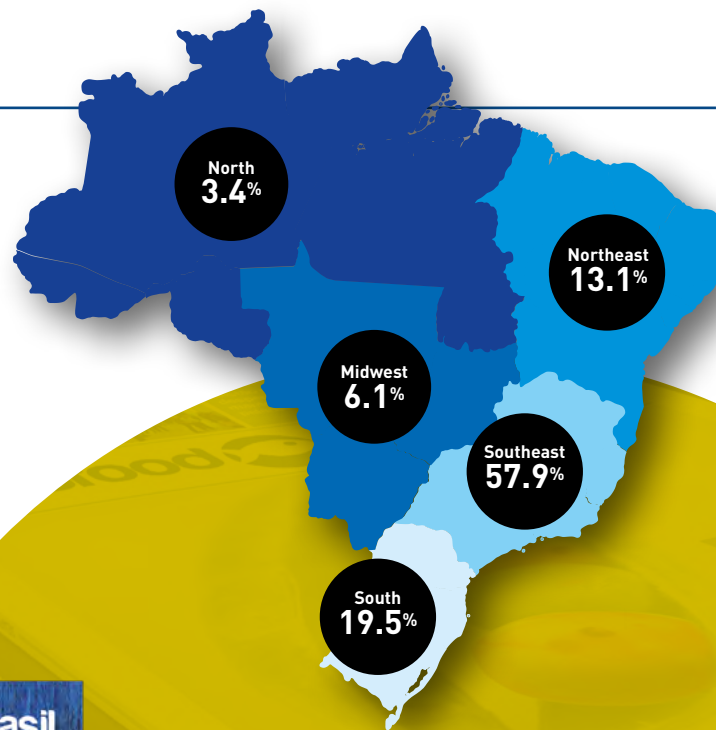 North
3.4%
Northeast
13.1%
Midwest
6.1%
Southeast
57.9%
South
19.5%
asil